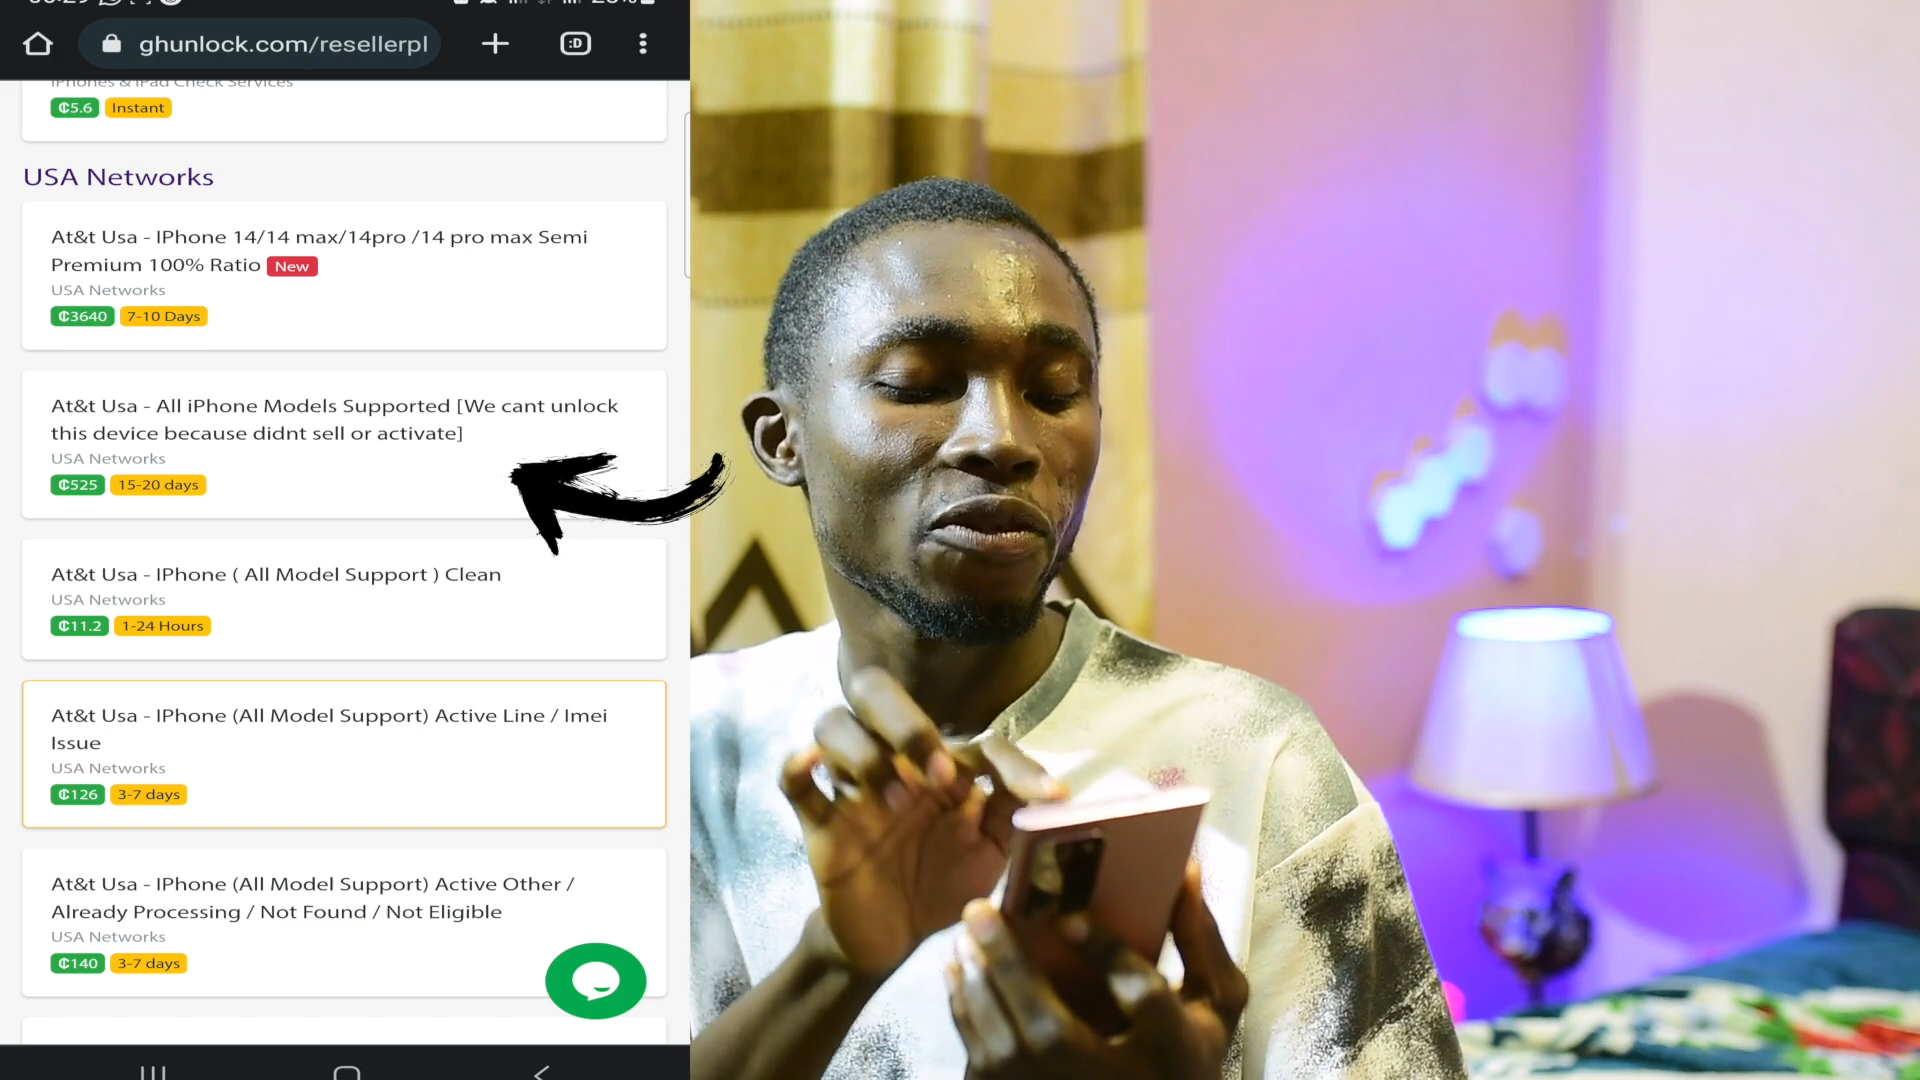 ghunlock.com/resellerpl
:D
iPhones & iPad Check Services
₵5.6 Instant
USA Networks
At&t Usa - IPhone 14/14 max/14pro /14 pro max Semi
Premium 100% Ratio New
USA Networks
₵3640 7-10 Days
At&t Usa - All iPhone Models Supported [We cant unlock
this device because didnt sell or activate]
USA Networks
₵525 15-20 days
At&t Usa - IPhone ( All Model Support ) Clean
USA Networks
₵11.2 1-24 Hours
At&t Usa - IPhone (All Model Support) Active Line / Imei
Issue
USA Networks
₵126 3-7 days
At&t Usa - IPhone (All Model Support) Active Other /
Already Processing / Not Found / Not Eligible
USA Networks
₵140 3-7 days